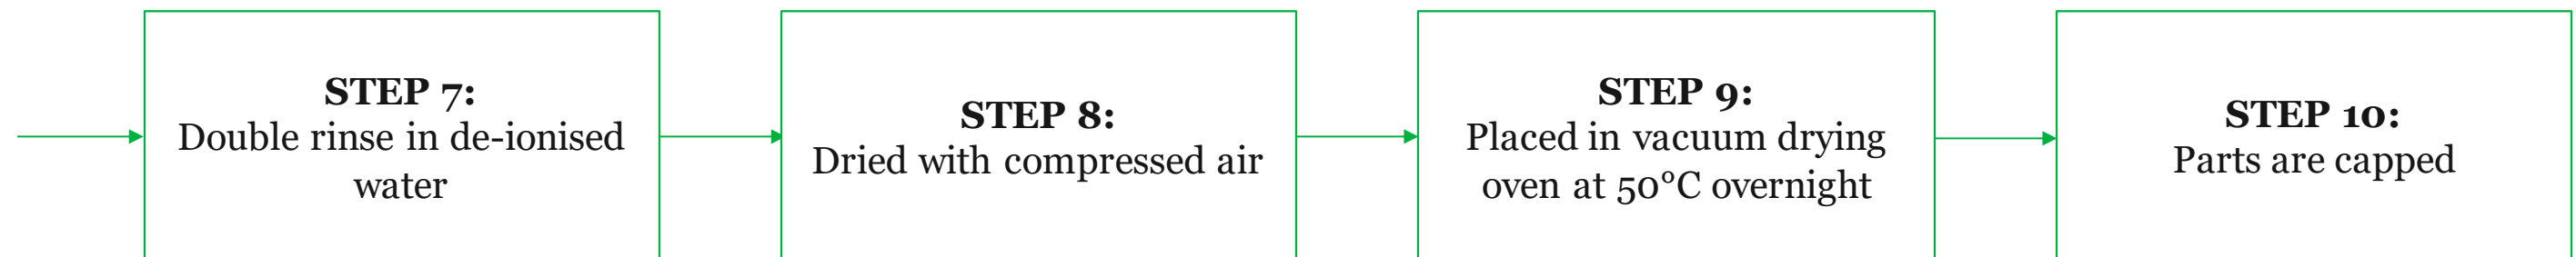 STEP 7:
Double rinse in de-ionised
water
STEP 8:
Dried with compressed air
STEP 9:
Placed in vacuum drying
oven at 50°C overnight
STEP 10:
Parts are capped